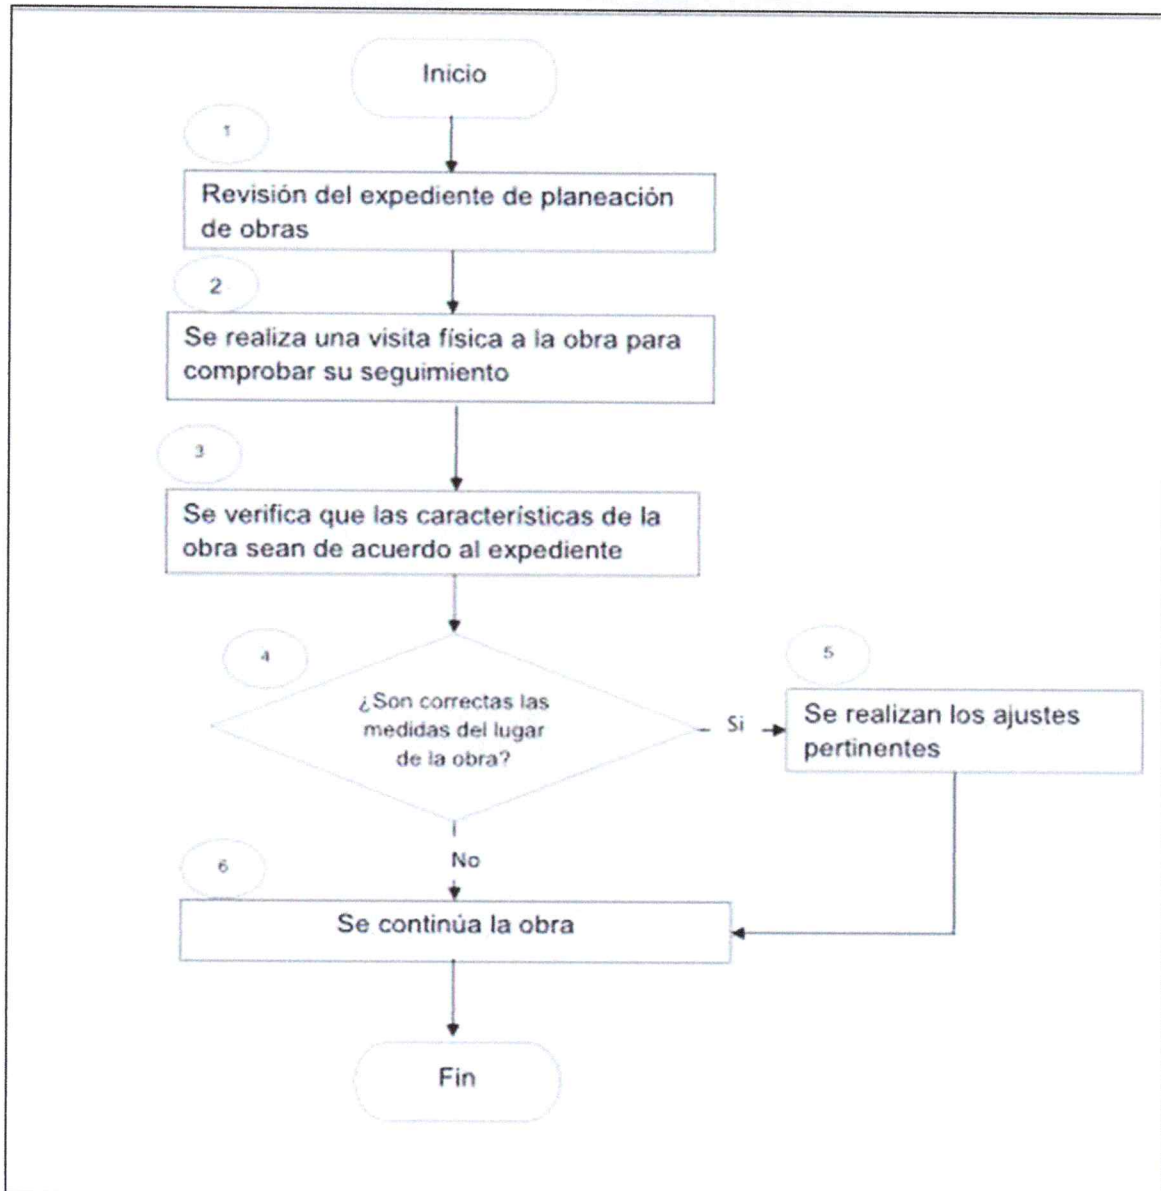 Inicio
1
Revisión del expediente de planeación
de obras
2
Se realiza una visita física a la obra para
comprobar su seguimiento
3
Se verifica que las características de la
obra sean de acuerdo al expediente
4
¿Son correctas las
medidas del lugar
de la obra?
Si
5
Se realizan los ajustes
pertinentes
No
6
Se continúa la obra
Fin